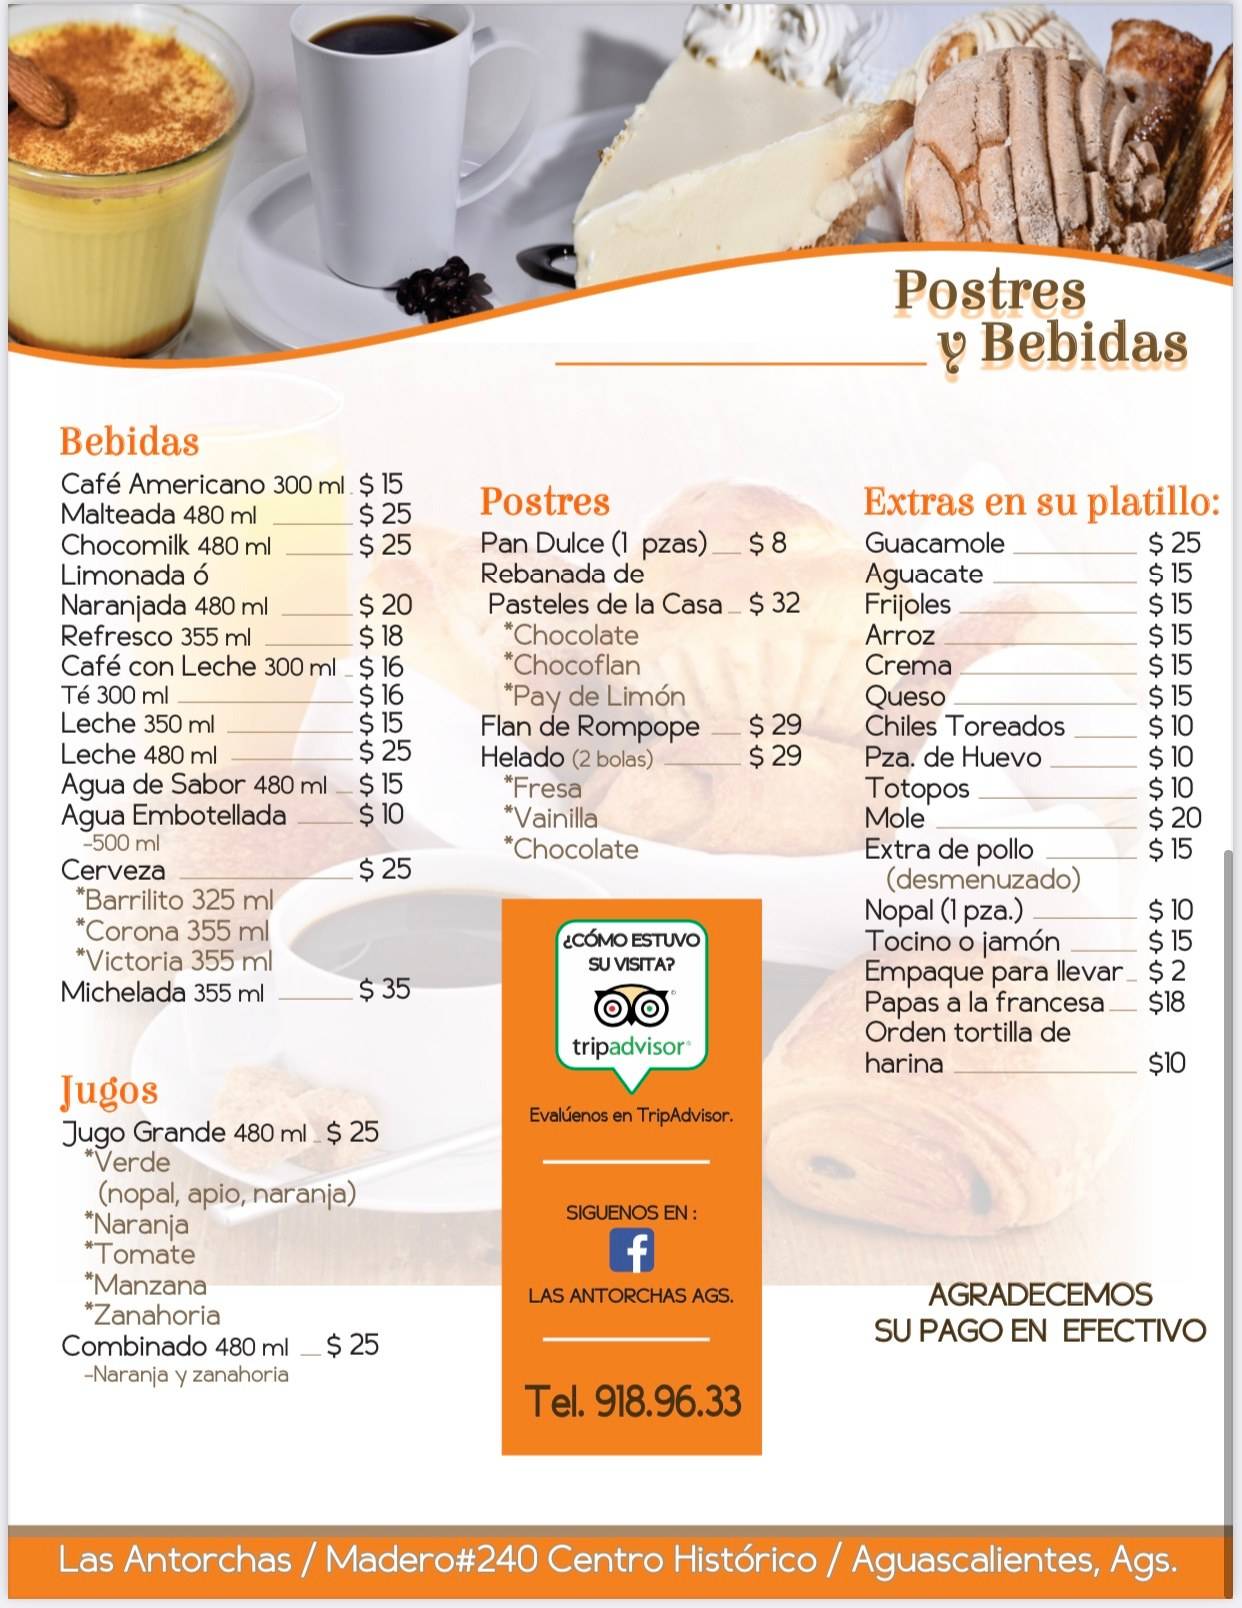 Postres
y Bebidas
Bebidas
Café Americano 300 ml $ 15
Malteada 480 ml $ 25
Chocomilk 480 ml $ 25
Limonada ó
Naranjada 480 ml $ 20
Refresco 355 ml $ 18
Café con Leche 300 ml $ 16
Té 300 ml $ 16
Leche 350 ml $ 15
Leche 480 ml $ 25
Agua de Sabor 480 ml $ 15
Agua Embotellada $ 10
-500 ml
Cerveza $ 25
*Barrilito 325 ml
*Corona 355 ml
*Victoria 355 ml
Michelada 355 ml $ 35
Jugos
Jugo Grande 480 ml $ 25
*Verde
(nopal, apio, naranja)
*Naranja
*Tomate
*Manzana
*Zanahoria
Combinado 480 ml $ 25
-Naranja y zanahoria
Postres
Pan Dulce (1 pzas) $ 8
Rebanada de
Pasteles de la Casa $ 32
*Chocolate
*Chocoflan
*Pay de Limón
Flan de Rompope $ 29
Helado (2 bolas) $ 29
*Fresa
*Vainilla
*Chocolate
¿CÓMO ESTUVO
SU VISITA?
tripadvisor®
Evalúenos en TripAdvisor.
SIGUENOS EN :
f
LAS ANTORCHAS AGS.
Tel. 918.96.33
Extras en su platillo:
Guacamole $ 25
Aguacate $ 15
Frijoles $ 15
Arroz $ 15
Crema $ 15
Queso $ 15
Chiles Toreados $ 10
Pza. de Huevo $ 10
Totopos $ 10
Mole $ 20
Extra de pollo $ 15
(desmenuzado)
Nopal (1 pza.) $ 10
Tocino o jamón $ 15
Empaque para llevar $ 2
Papas a la francesa $18
Orden tortilla de
harina $10
AGRADECEMOS
SU PAGO EN EFECTIVO
Las Antorchas / Madero#240 Centro Histórico / Aguascalientes, Ags.